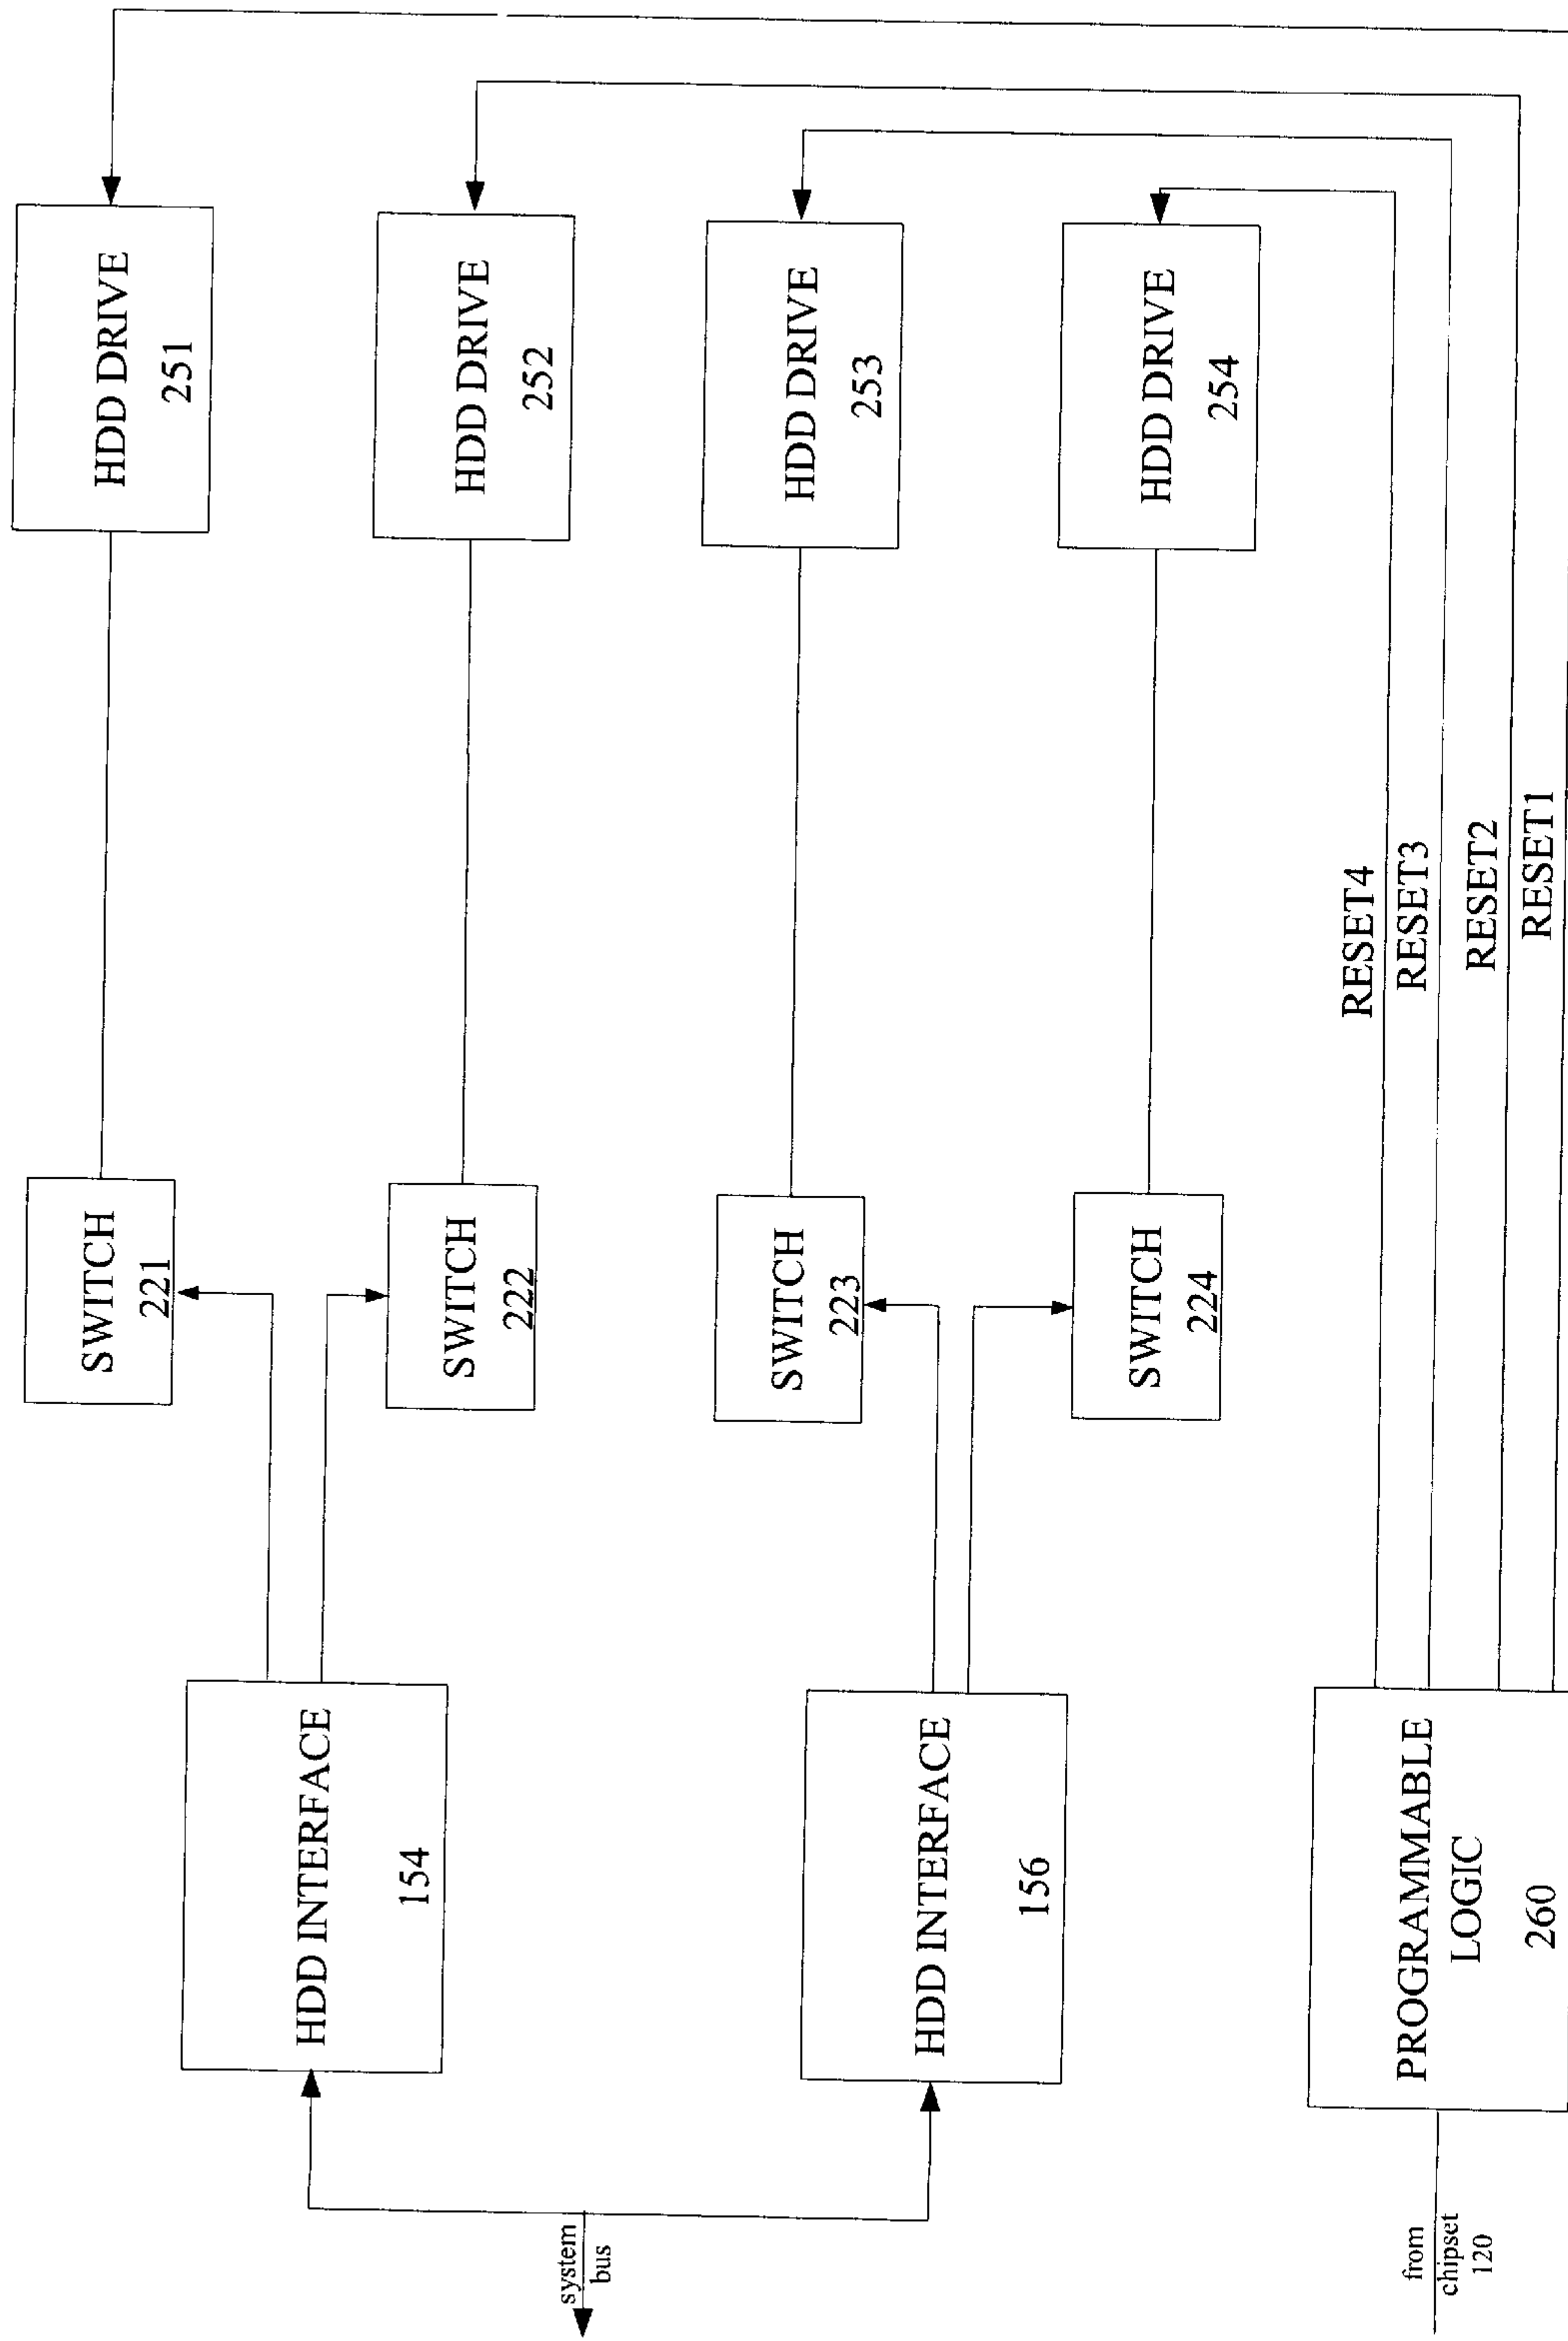 HDD DRIVE
251
HDD DRIVE
252
HDD DRIVE
253
HDD DRIVE
254
SWITCH
221
SWITCH
222
SWITCH
223
SWITCH
224
RESET4
RESET3
RESET2
RESET1
HDD INTERFACE
154
HDD INTERFACE
156
PROGRAMMABLE
LOGIC
260
system
bus
from
chipset
120